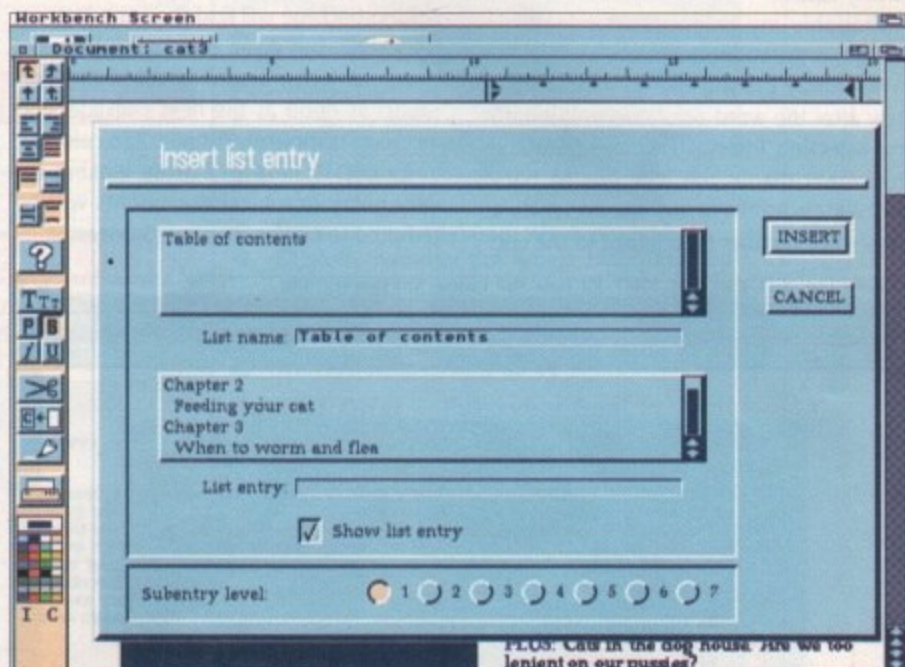 Workbench Screen
Document: cat3
Insert list entry
Table of contents
INSERT
CANCEL
List name: Table of contents
Chapter 2
Feeding your cat
Chapter 3
When to worm and flea
List entry:
Show list entry
Subentry level: 1 2 3 4 5 6 7
TTT
P B
I U
C
I C
PLUS: Cats in the dog house. Are we too
lenient on our pussies?